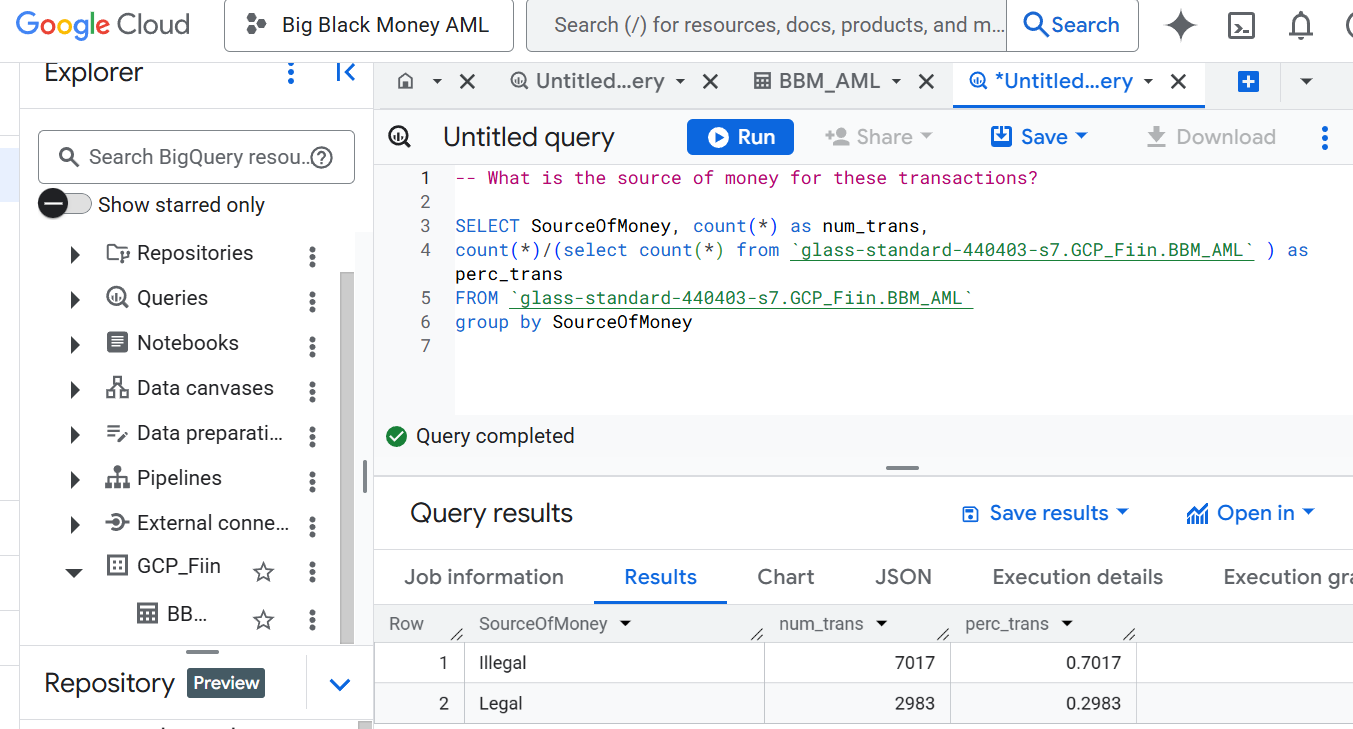 Google Cloud
Big Black Money AML
Search (/) for resources, docs, products, and m...
Search
Explorer
Untitled...ery
BBM_AML
*Untitled...ery
Search BigQuery resou..
Show starred only
Repositories
Queries
Notebooks
Data canvases
Data preparati...
Pipelines
External conne...
GCP_Fiin
BB...
Repository
Preview
Untitled query
Run
Share
Save
Download
1 -- What is the source of money for these transactions?
2
3 SELECT SourceOfMoney, count(*) as num_trans,
4 count(*)/(select count(*) from `glass-standard-440403-s7.GCP_Fiin.BBM_AML` ) as
perc_trans
5 FROM `glass-standard-440403-s7.GCP_Fiin.BBM_AML`
6 group by SourceOfMoney
7
Query completed
Query results
Save results
Open in
Job information Results Chart JSON Execution details Execution gra
Row SourceOfMoney num_trans perc_trans
1 Illegal 7017 0.7017
2 Legal 2983 0.2983